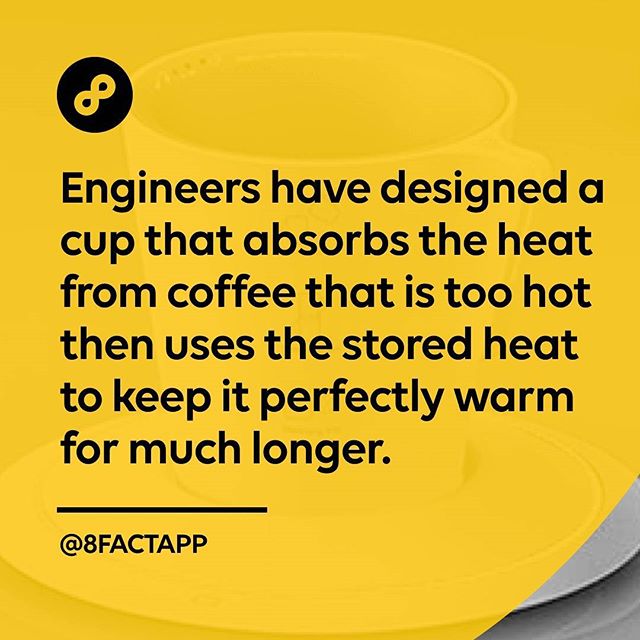 Engineers have designed a
cup that absorbs the heat
from coffee that is too hot
then uses the stored heat
to keep it perfectly warm
for much longer.
@8FACTAPP